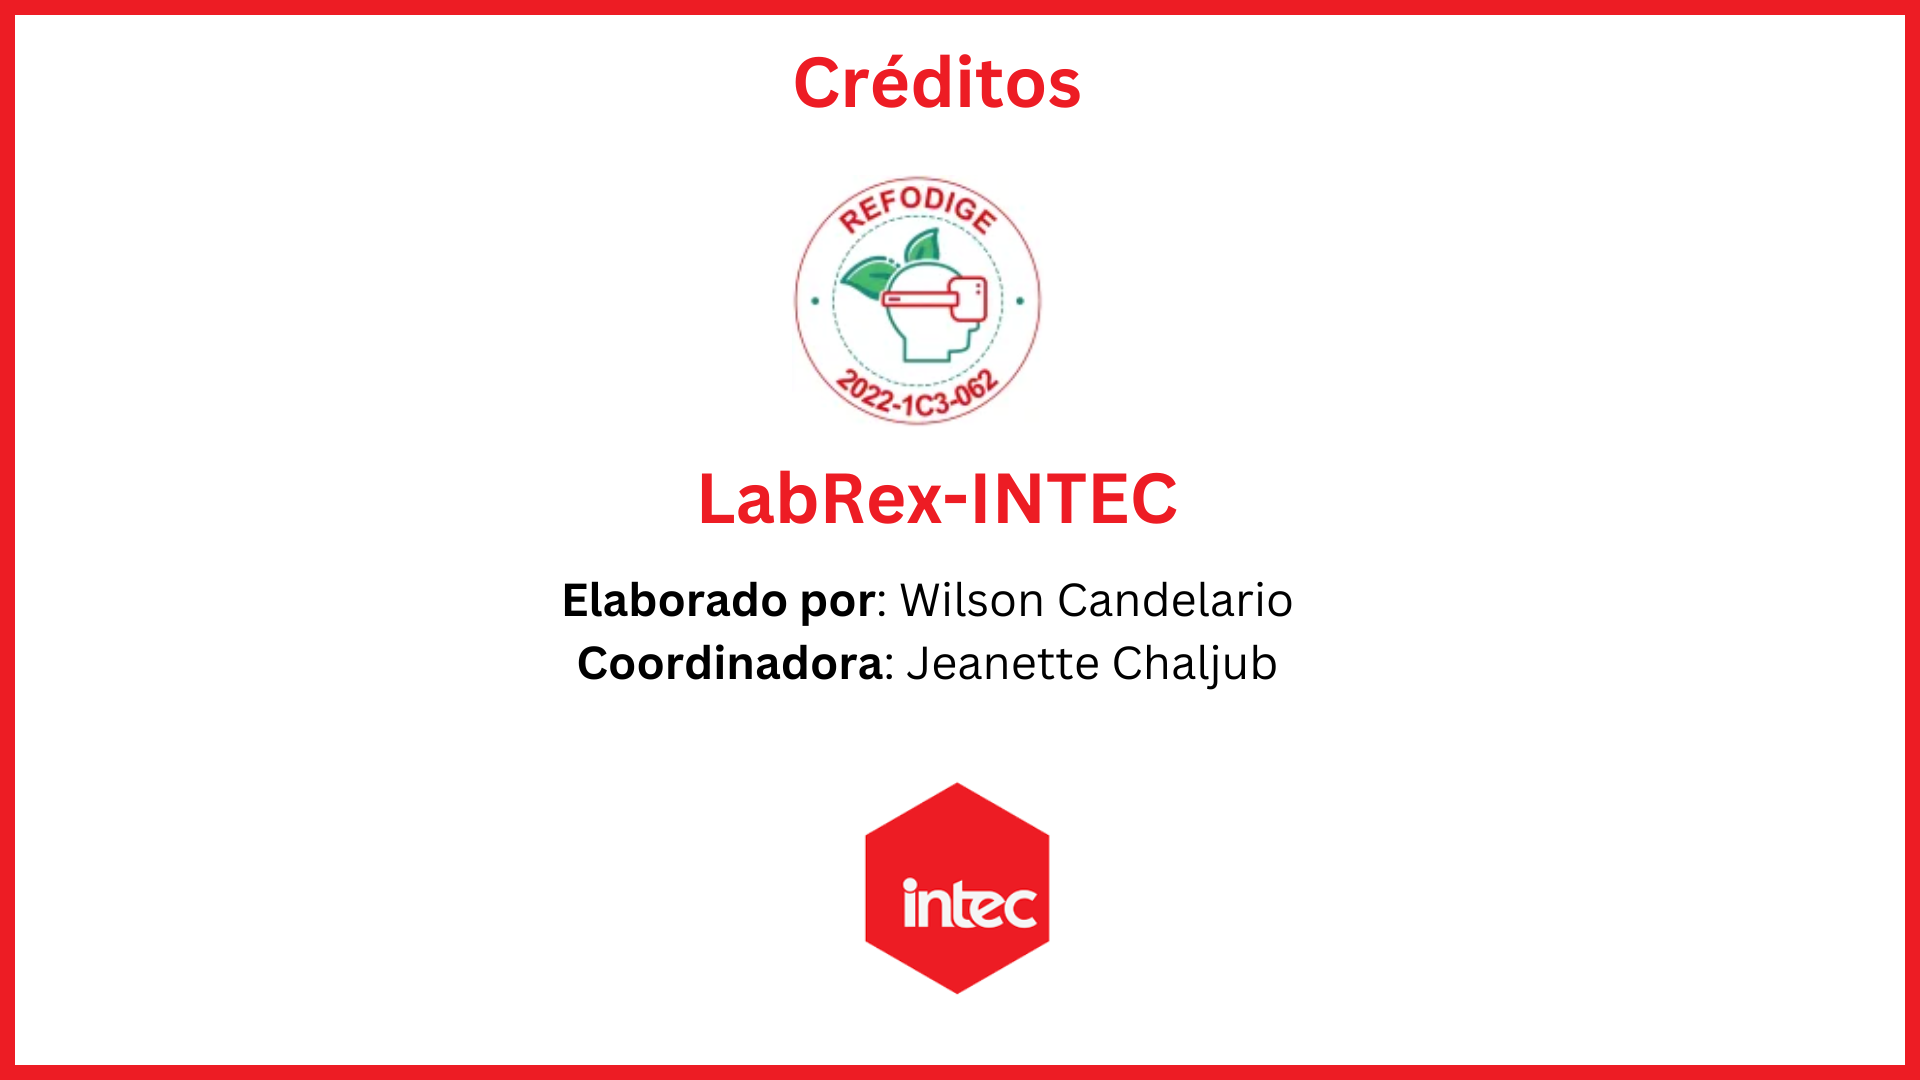 Créditos
REFODIGE
2022-1C3-062
LabRex-INTEC
Elaborado por: Wilson Candelario
Coordinadora: Jeanette Chaljub
intec